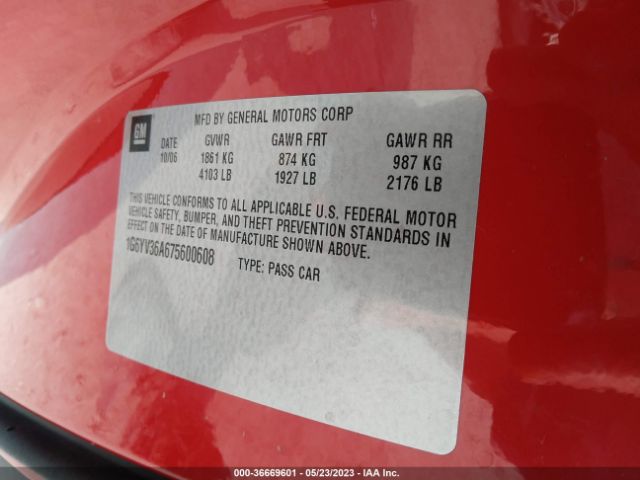 MFD BY GENERAL MOTORS CORP
GM
DATE GVWR GAWR FRT GAWR RR
10/06 1861 KG 874 KG 987 KG
4103 LB 1927 LB 2176 LB
THIS VEHICLE CONFORMS TO ALL APPLICABLE U.S. FEDERAL MOTOR
VEHICLE SAFETY, BUMPER, AND THEFT PREVENTION STANDARDS IN
EFFECT ON THE DATE OF MANUFACTURE SHOWN ABOVE.
1G6YV36A675600608 TYPE: PASS CAR
000-36669601 - 05/23/2023 - IAA Inc.